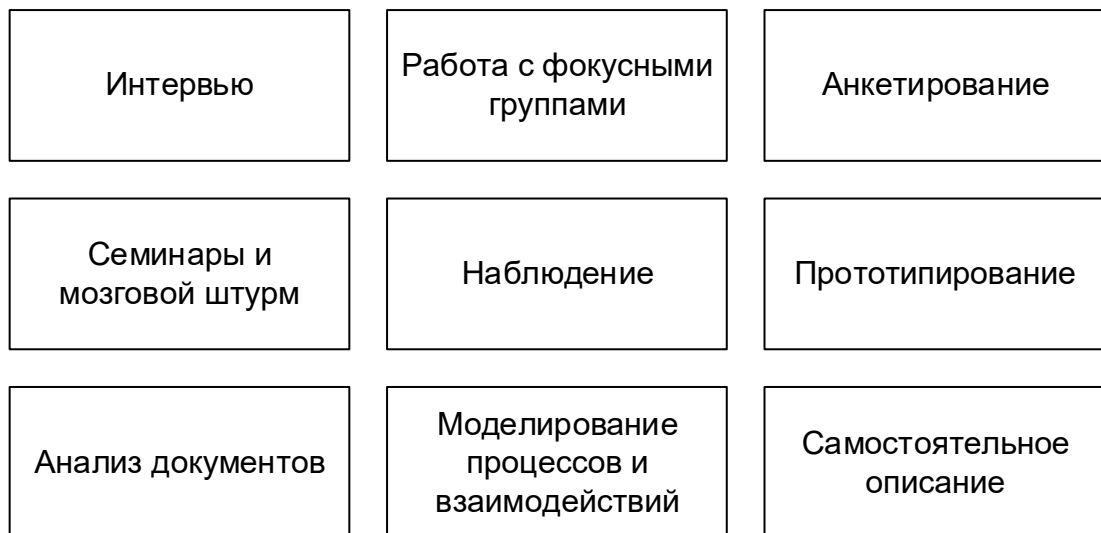 Интервью
Работа с фокусными
группами
Анкетирование
Семинары и
мозговой штурм
Наблюдение
Прототипирование
Анализ документов
Моделирование
процессов и
взаимодействий
Самостоятельное
описание